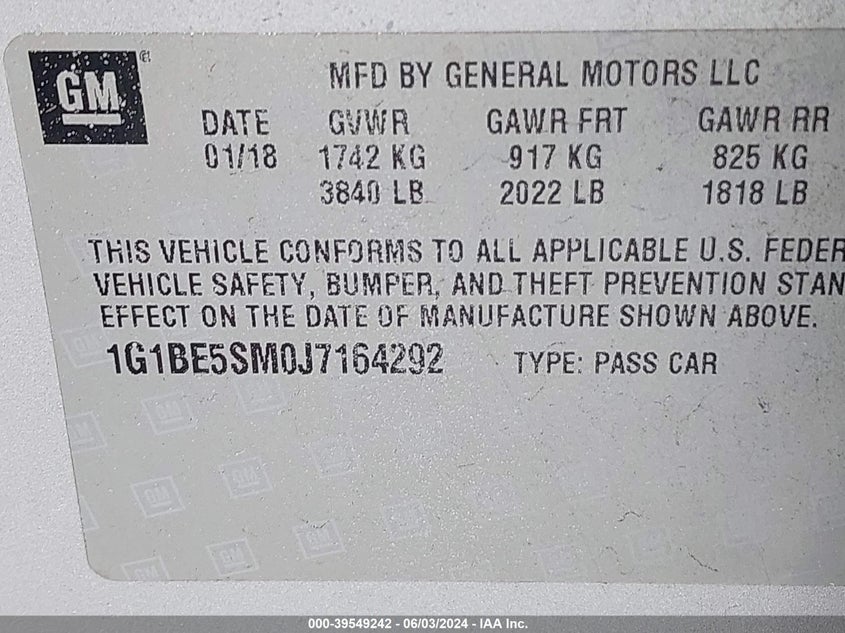 GM
MFD BY GENERAL MOTORS LLC
DATE GVWR GAWR FRT GAWR RR
01/18 1742 KG 917 KG 825 KG
3840 LB 2022 LB 1818 LB
THIS VEHICLE CONFORMS TO ALL APPLICABLE U.S. FEDER
VEHICLE SAFETY, BUMPER, AND THEFT PREVENTION STAN
EFFECT ON THE DATE OF MANUFACTURE SHOWN ABOVE.
1G1BE5SM0J7164292 TYPE: PASS CAR
000-39549242 - 06/03/2024 - IAA Inc.